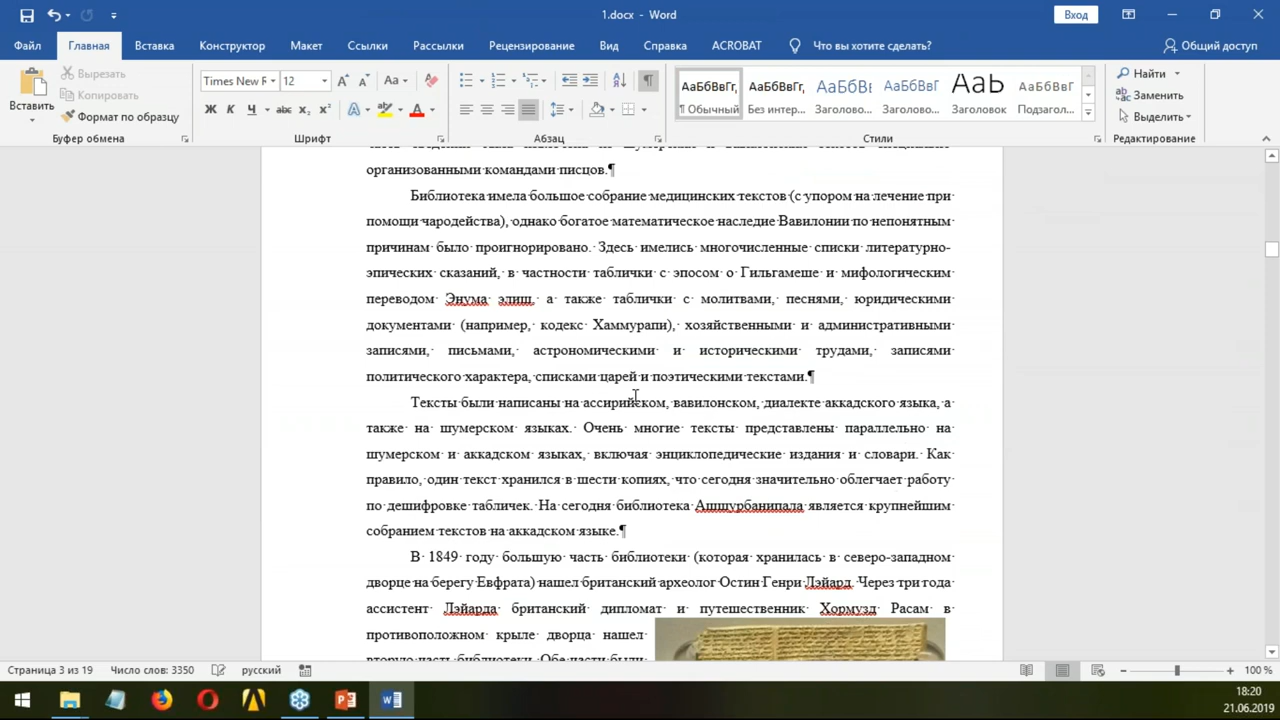 1.docx - Word
Вход
Файл Главная Вставка Конструктор Макет Ссылки Рассылки Рецензирование Вид Справка ACROBAT Что вы хотите сделать? Общий доступ
Вставить
Вырезать
Копировать
Формат по образцу
Буфер обмена
Times New R 12
Aa
Ж К Ч abc x₂ x²
Шрифт
Абзац
АаБбВвГг, АаБбВвГг, АаБбВ АаБбВвГ АаБ АаБбВвГ
¶ Обычный Без интер... Заголово... Заголово... Заголовок Подзагол...
Стили
Найти
Заменить
Выделить
Редактирование
организованными командами писцов.¶
Библиотека имела большое собрание медицинских текстов (с упором на лечение при
помощи чародейства), однако богатое математическое наследие Вавилонии по непонятным
причинам было проигнорировано. Здесь имелись многочисленные списки литературно-
эпических сказаний, в частности таблички с эпосом о Гильгамеше и мифологическим
переводом Энума элиш, а также таблички с молитвами, песнями, юридическими
документами (например, кодекс Хаммурапи), хозяйственными и административными
записями, письмами, астрономическими и историческими трудами, записями
политического характера, списками царей и поэтическими текстами.¶
Тексты были написаны на ассирийском, вавилонском, диалекте аккадского языка, а
также на шумерском языках. Очень многие тексты представлены параллельно на
шумерском и аккадском языках, включая энциклопедические издания и словари. Как
правило, один текст хранился в шести копиях, что сегодня значительно облегчает работу
по дешифровке табличек. На сегодня библиотека Ашшурбанипала является крупнейшим
собранием текстов на аккадском языке.¶
В 1849 году большую часть библиотеки (которая хранилась в северо-западном
дворце на берегу Евфрата) нашел британский археолог Остин Генри Лэйард. Через три года
ассистент Лэйарда британский дипломат и путешественник Хормузд Расам в
противоположном крыле дворца нашел
вторую часть библиотеки. Обе части были
Страница 3 из 19 Число слов: 3350 русский 100 %
18:20
21.06.2019